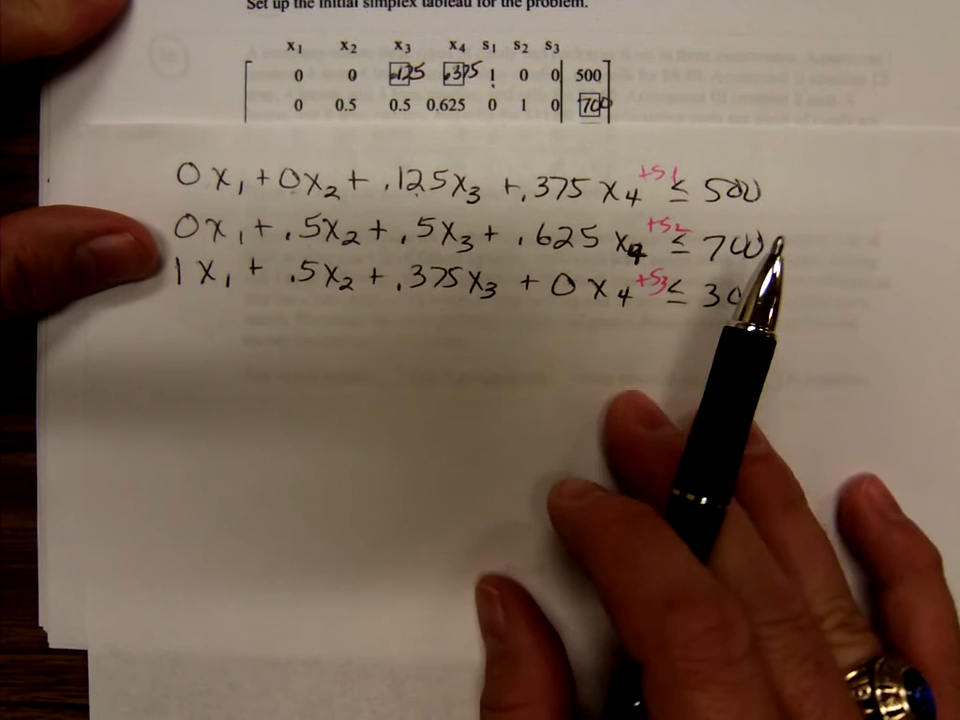 Set up the initial simplex tableau for the problem.
x1 x2 x3 x4 s1 s2 s3
0 0 .125 .375 1 0 0 500
0 0.5 0.5 0.625 0 1 0 700
0x1 + 0x2 + .125x3 + .375x4 +s1 ≤ 500
0x1 + .5x2 + .5x3 + .625x4 +s2 ≤ 700
1x1 + .5x2 + .375x3 + 0x4 +s3 ≤ 30